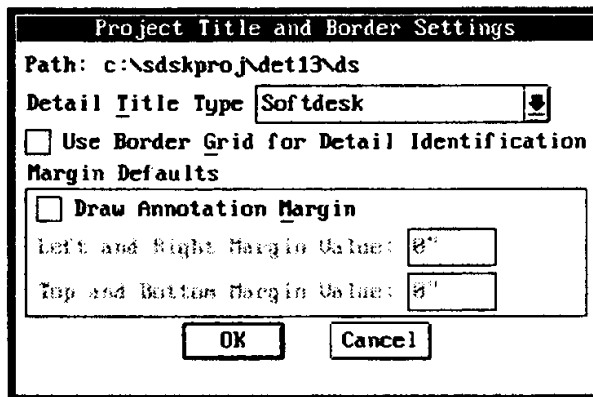 Project Title and Border Settings
Path: c:\sdskproj\det13\ds
Detail Title Type Softdesk
Use Border Grid for Detail Identification
Margin Defaults
Draw Annotation Margin
Left and Right Margin Value: 0"
Top and Bottom Margin Value: 0"
OK Cancel